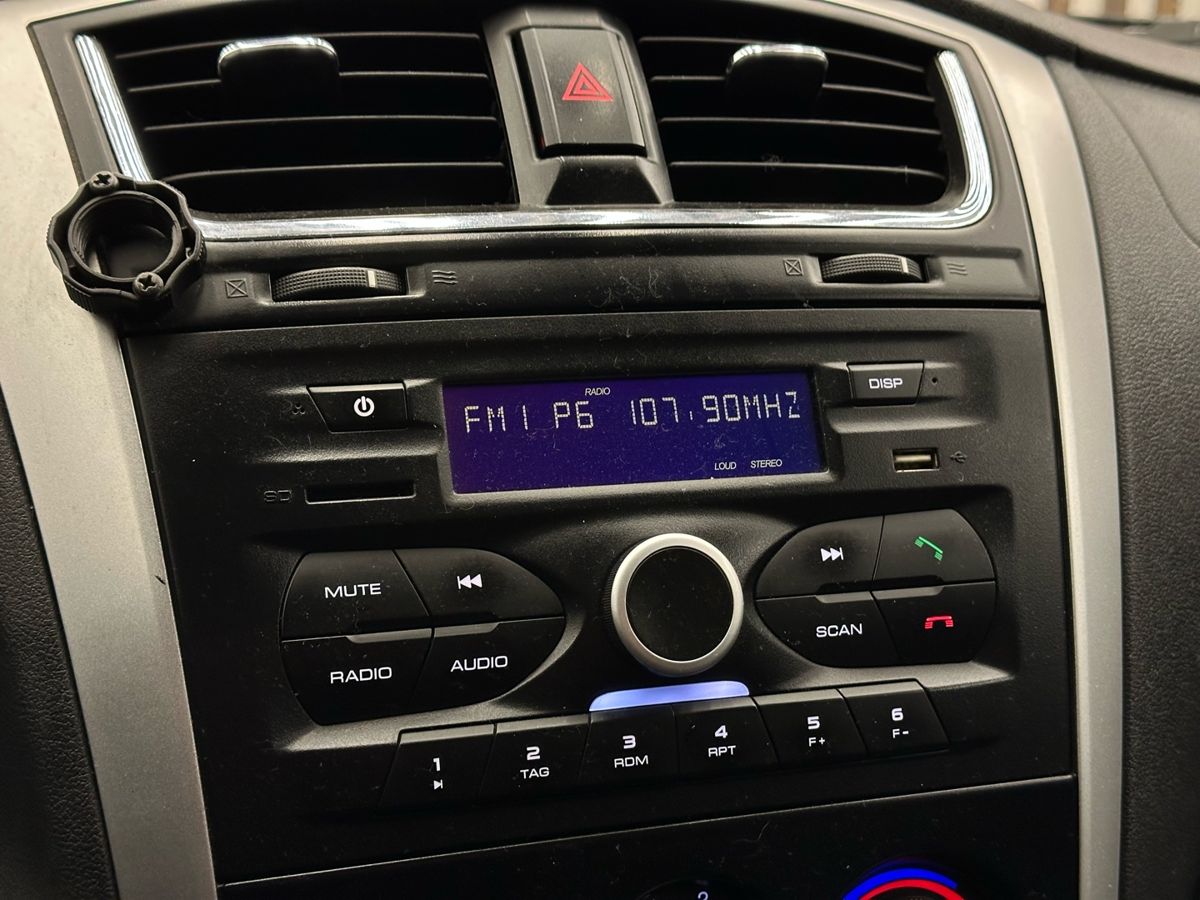 RADIO
FM1 P6 107.90MHZ
LOUD STEREO
DISP
SD
MUTE
RADIO
AUDIO
SCAN
1
2
TAG
3
RDM
4
RPT
5
F+
6
F-
2